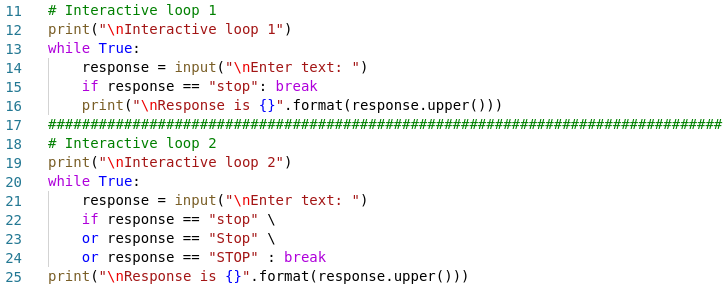 11 # Interactive loop 1
12 print("\nInteractive loop 1")
13 while True:
14     response = input("\nEnter text: ")
15     if response == "stop": break
16     print("\nResponse is {}".format(response.upper()))
17 ################################################################################
18 # Interactive loop 2
19 print("\nInteractive loop 2")
20 while True:
21     response = input("\nEnter text: ")
22     if response == "stop" \
23     or response == "Stop" \
24     or response == "STOP" : break
25 print("\nResponse is {}".format(response.upper()))